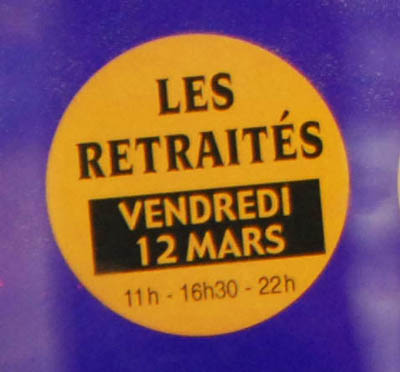 LES
RETRAITÉS
VENDREDI
12 MARS
11h - 16h30 - 22h